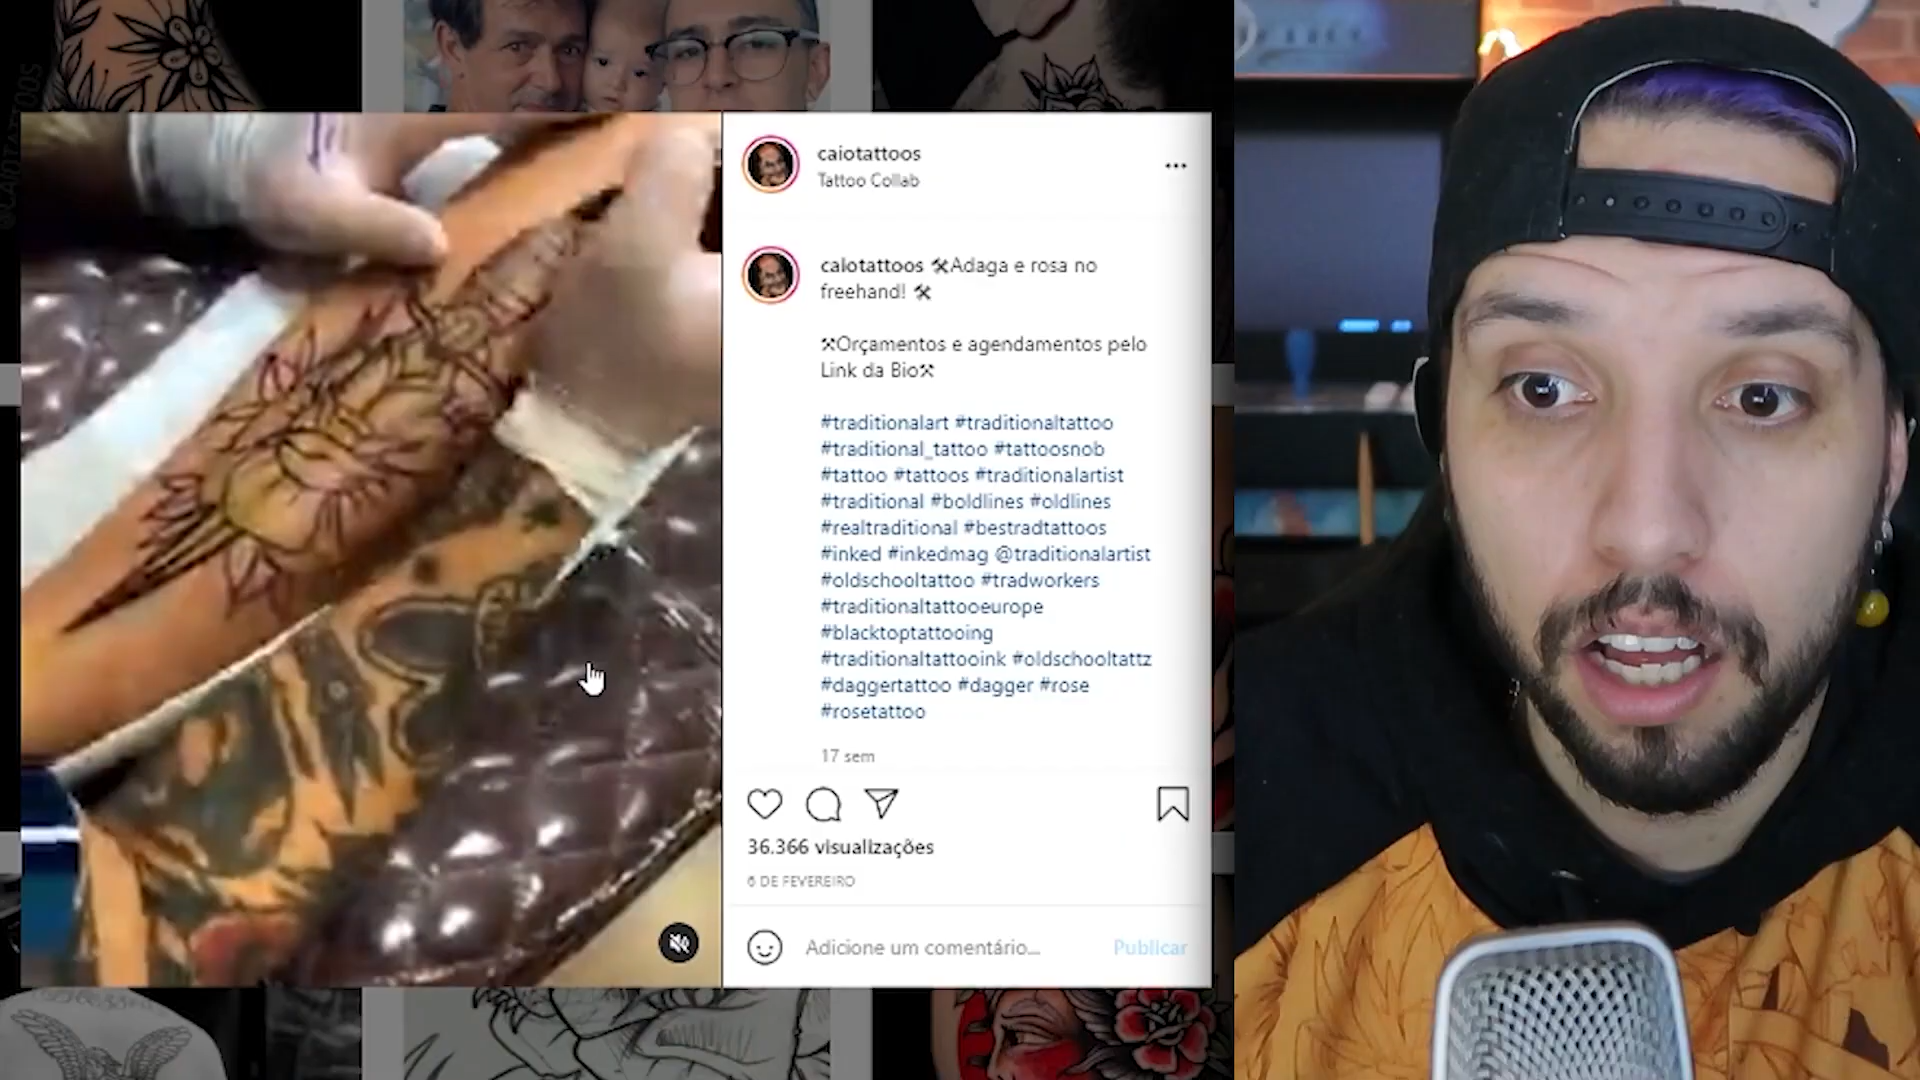 caiotattoos
Tattoo Collab
caiotattoos ⚒Adaga e rosa no
freehand! ⚒
⚒Orçamentos e agendamentos pelo
Link da Bio⚒
#traditionalart #traditionaltattoo
#traditional_tattoo #tattoosnob
#tattoo #tattoos #traditionalartist
#traditional #boldlines #oldlines
#realtraditional #bestradtattoos
#inked #inkedmag @traditionalartist
#oldschooltattoo #tradworkers
#traditionaltattooeurope
#blacktoptattooing
#traditionaltattooink #oldschooltattz
#daggertattoo #dagger #rose
#rosetattoo
17 sem
36.366 visualizações
6 DE FEVEREIRO
Adicione um comentário...
Publicar
@CAIOTATTOOS